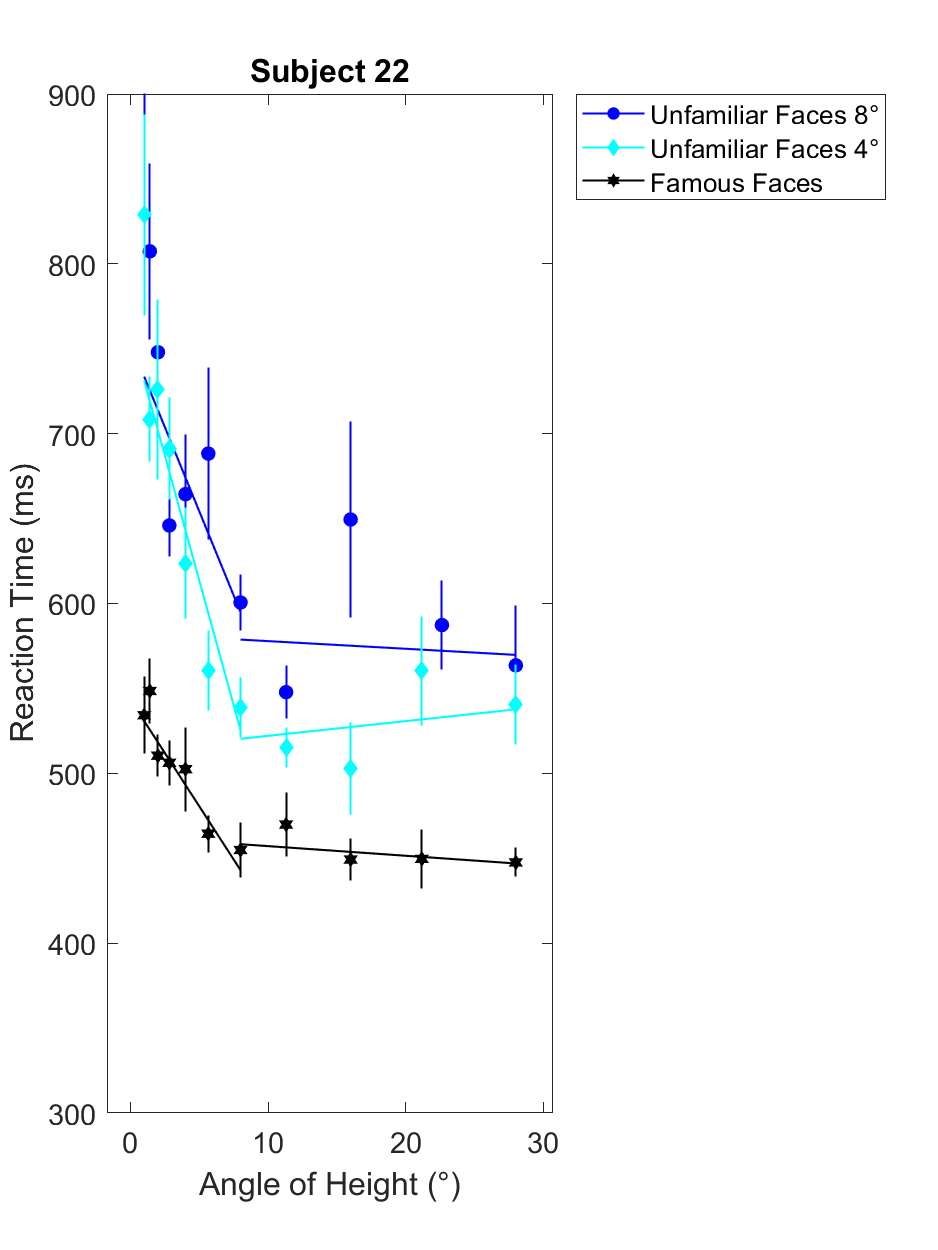 Subject 22
900
800
700
600
500
400
300
Reaction Time (ms)
0 10 20 30
Angle of Height (°)
Unfamiliar Faces 8°
Unfamiliar Faces 4°
Famous Faces